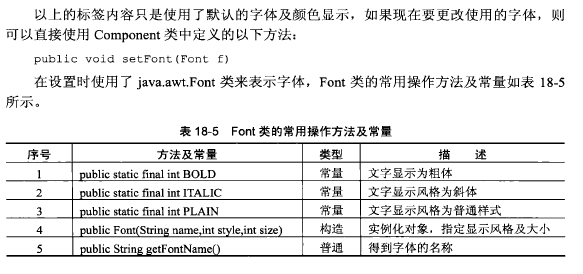 以上的标签内容只是使用了默认的字体及颜色显示，如果现在要更改使用的字体，则
可以直接使用 Component 类中定义的以下方法：
public void setFont(Font f)
在设置时使用了 java.awt.Font 类来表示字体，Font 类的常用操作方法及常量如表 18-5
所示。
表 18-5 Font 类的常用操作方法及常量
序号 方法及常量 类型 描 述
1 public static final int BOLD 常量 文字显示为粗体
2 public static final int ITALIC 常量 文字显示风格为斜体
3 public static final int PLAIN 常量 文字显示风格为普通样式
4 public Font(String name,int style,int size) 构造 实例化对象，指定显示风格及大小
5 public String getFontName() 普通 得到字体的名称